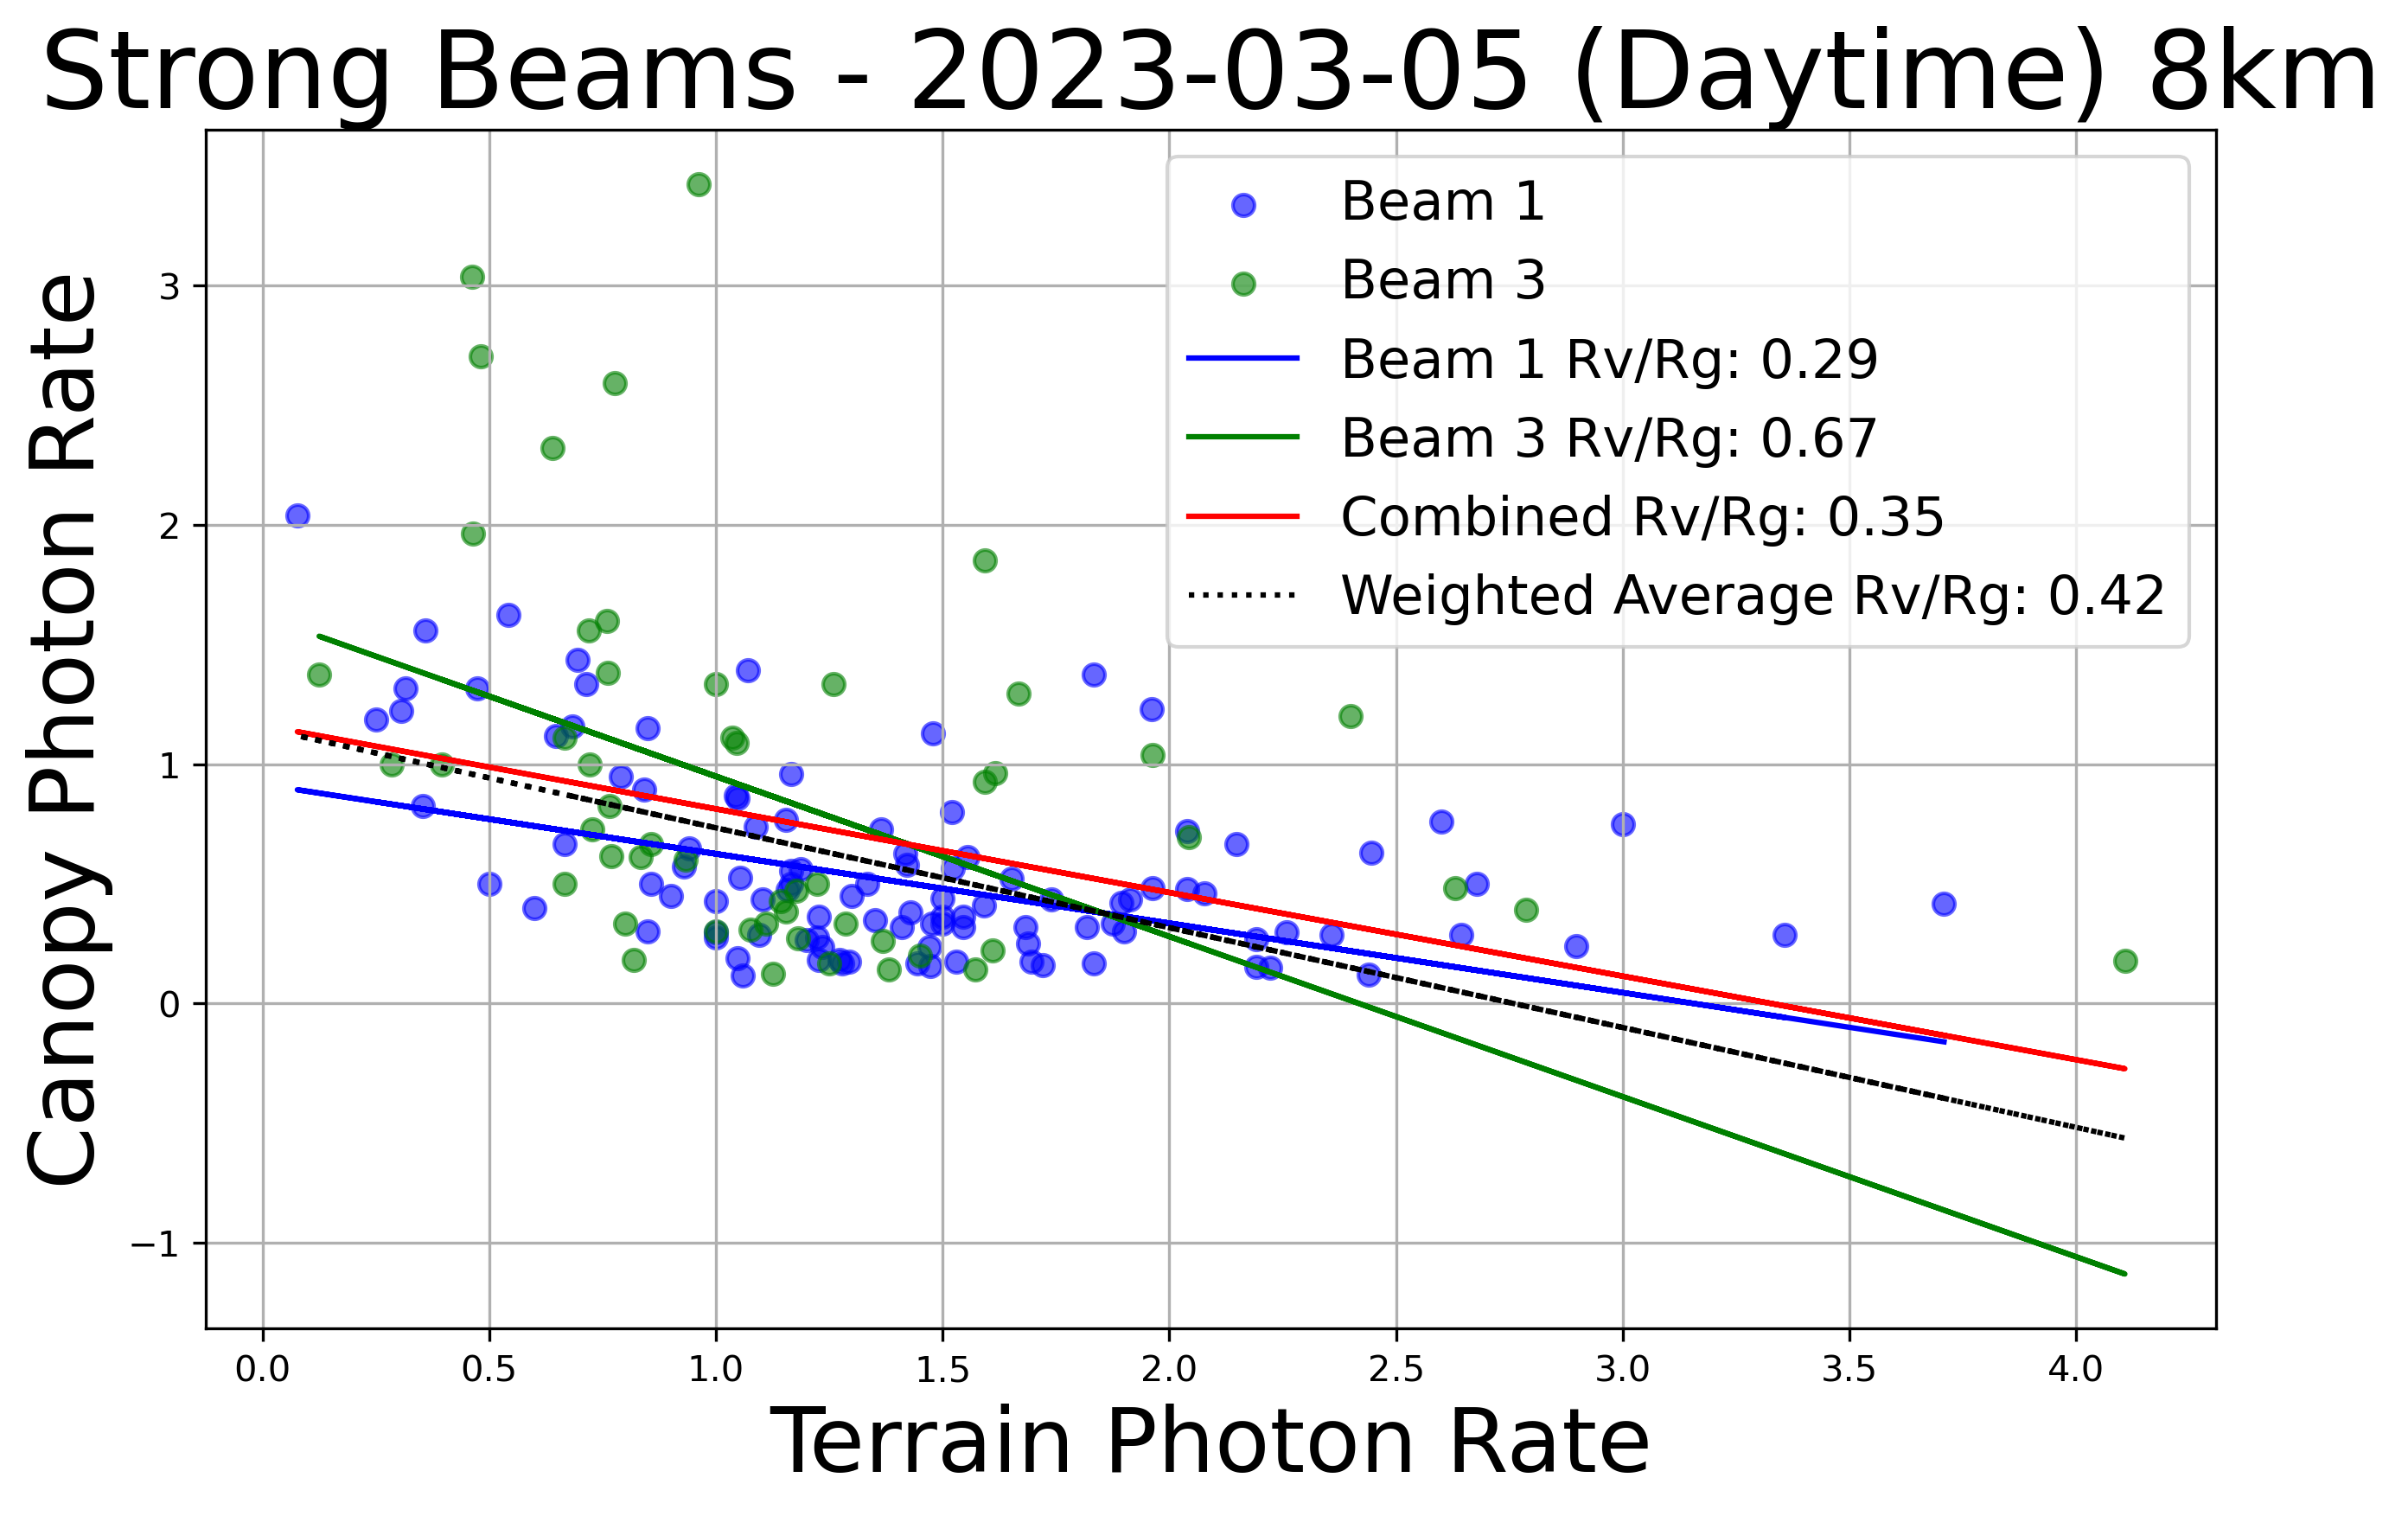 Strong Beams - 2023-03-05 (Daytime) 8km
Canopy Photon Rate
3
2
1
0
−1
Beam 1
Beam 3
Beam 1 Rv/Rg: 0.29
Beam 3 Rv/Rg: 0.67
Combined Rv/Rg: 0.35
Weighted Average Rv/Rg: 0.42
0.0 0.5 1.0 1.5 2.0 2.5 3.0 3.5 4.0
Terrain Photon Rate